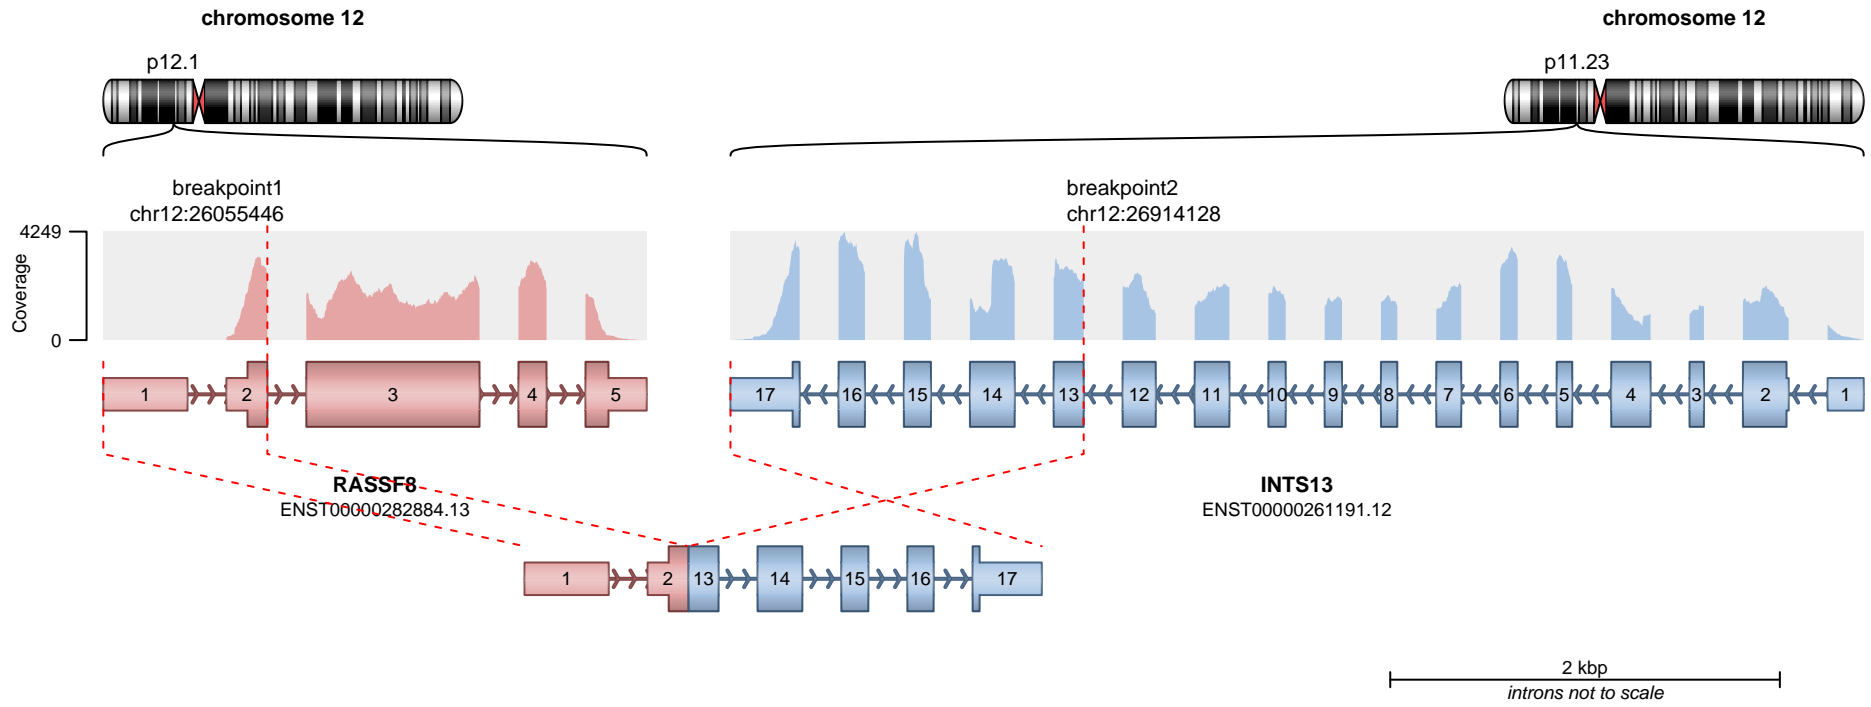 chromosome 12
chromosome 12
p12.1
p11.23
breakpoint1
chr12:26055446
breakpoint2
chr12:26914128
4249
Coverage
0
1 2 3 4 5
17 16 15 14 13 12 11 10 9 8 7 6 5 4 3 2 1
RASSF8
ENST00000282884.13
INTS13
ENST00000261191.12
1 2 13 14 15 16 17
2 kbp
introns not to scale